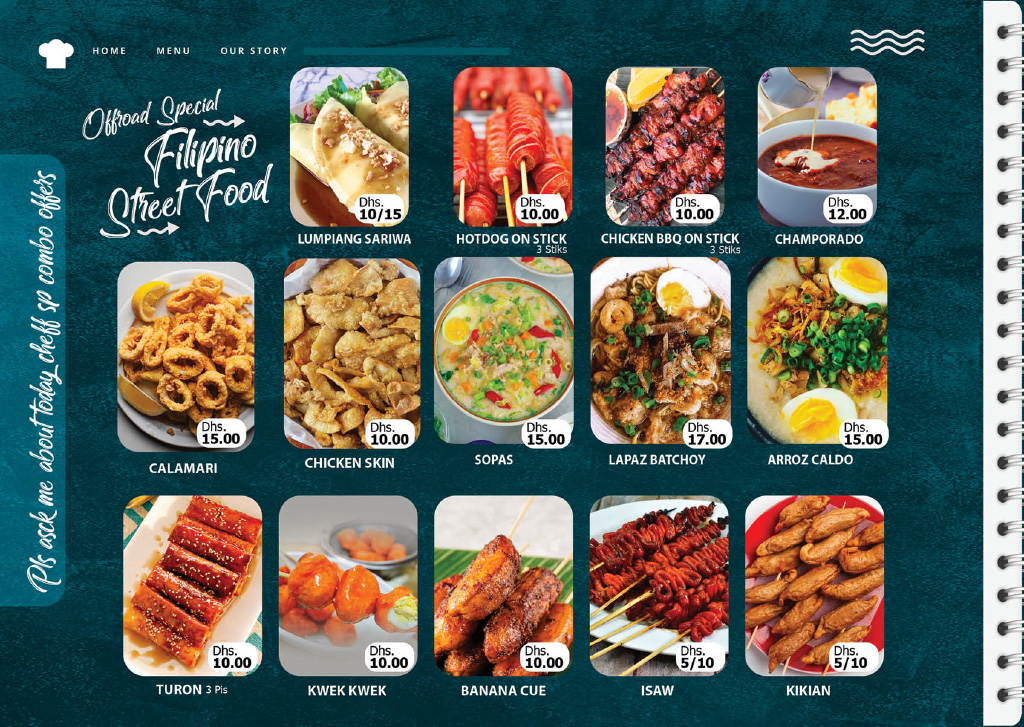 HOME MENU OUR STORY
Offroad Special
Filipino
Street Food
Pls asck me about today cheff sp combo offers
Dhs.
10/15
LUMPIANG SARIWA
Dhs.
10.00
HOTDOG ON STICK
3 Stiks
Dhs.
10.00
CHICKEN BBQ ON STICK
3 Stiks
Dhs.
12.00
CHAMPORADO
Dhs.
15.00
CALAMARI
Dhs.
10.00
CHICKEN SKIN
Dhs.
15.00
SOPAS
Dhs.
17.00
LAPAZ BATCHOY
Dhs.
15.00
ARROZ CALDO
Dhs.
10.00
TURON 3 Pls
Dhs.
10.00
KWEK KWEK
Dhs.
10.00
BANANA CUE
Dhs.
5/10
ISAW
Dhs.
5/10
KIKIAN